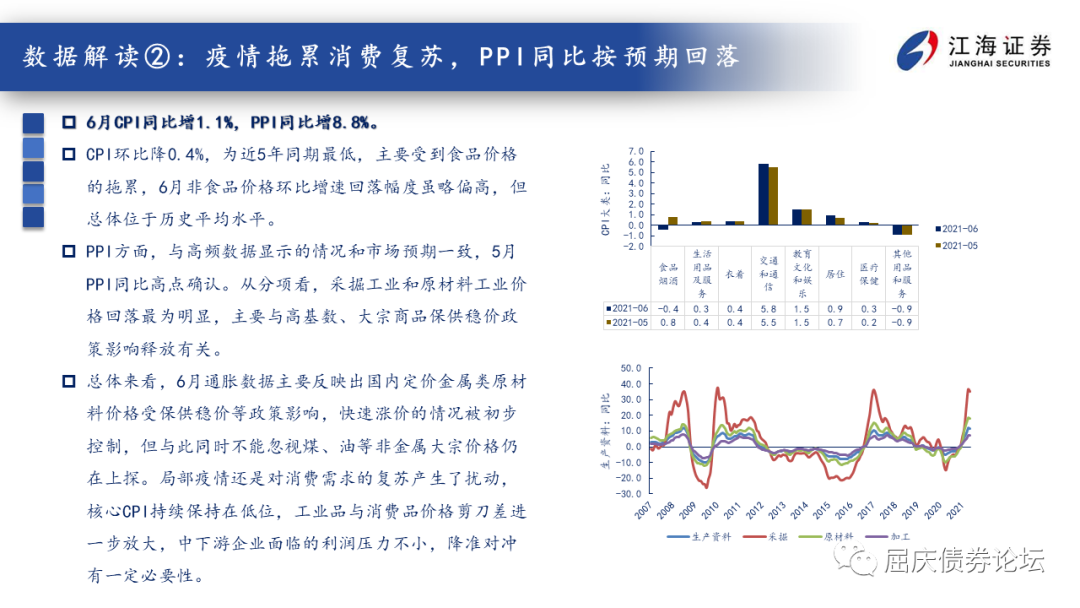 数据解读②：疫情拖累消费复苏，PPI同比按预期回落
江海证券
JIANGHAI SECURITIES
6月CPI同比增1.1%，PPI同比增8.8%。
CPI环比降0.4%，为近5年同期最低，主要受到食品价格
的拖累，6月非食品价格环比增速回落幅度虽略偏高，但
总体位于历史平均水平。
PPI方面，与高频数据显示的情况和市场预期一致，5月
PPI同比高点确认。从分项看，采掘工业和原材料工业价
格回落最为明显，主要与高基数、大宗商品保供稳价政
策影响释放有关。
总体来看，6月通胀数据主要反映出国内定价金属类原材
料价格受保供稳价等政策影响，快速涨价的情况被初步
控制，但与此同时不能忽视煤、油等非金属大宗价格仍
在上探。局部疫情还是对消费需求的复苏产生了扰动，
核心CPI持续保持在低位，工业品与消费品价格剪刀差进
一步放大，中下游企业面临的利润压力不小，降准对冲
有一定必要性。
CPI大类：同比
7.0
6.0
5.0
4.0
3.0
2.0
1.0
0.0
-1.0
-2.0
2021-06
2021-05
食品烟酒 生活用品及服务 衣着 交通和通信 教育文化和娱乐 居住 医疗保健 其他用品和服务
2021-06 -0.4 0.3 0.4 5.8 1.5 0.9 0.3 -0.9
2021-05 0.8 0.4 0.4 5.5 1.5 0.7 0.2 -0.9
生产资料：同比
50.0
40.0
30.0
20.0
10.0
0.0
-10.0
-20.0
-30.0
2007 2008 2009 2010 2011 2012 2013 2014 2015 2016 2017 2018 2019 2020 2021
生产资料 采掘 原材料 加工
屈庆债券论坛